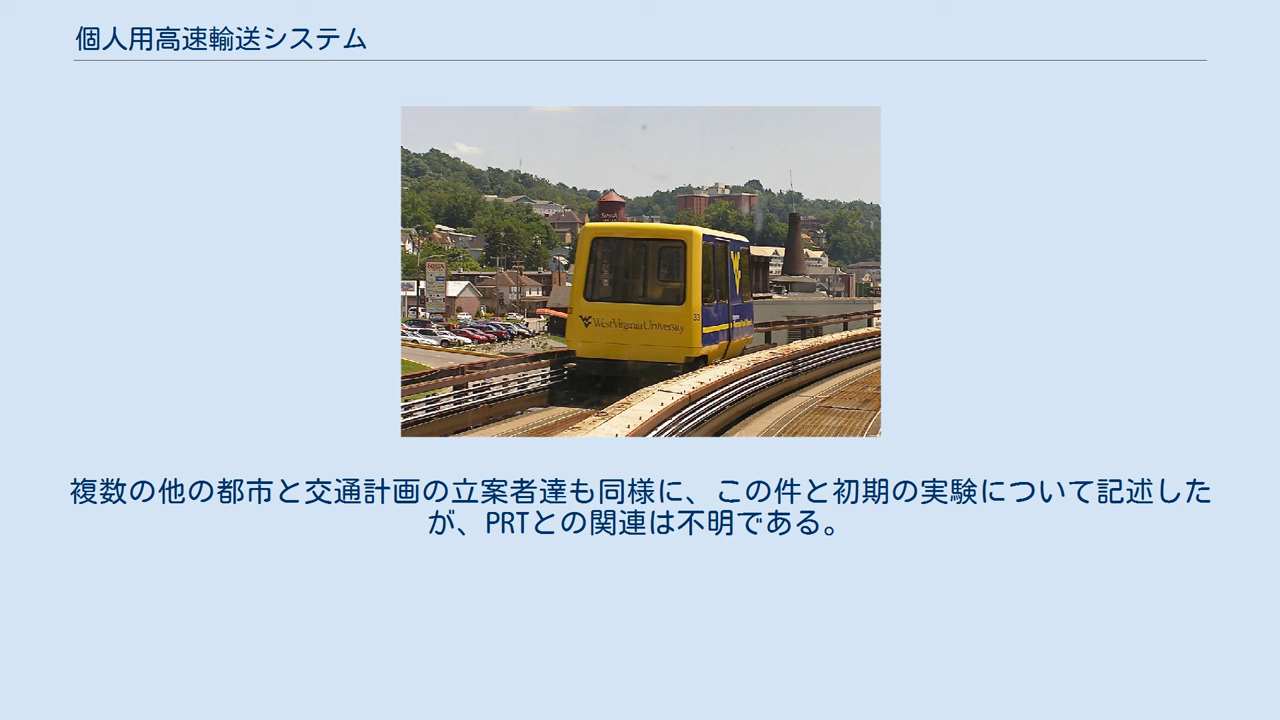 個人用高速輸送システム
West Virginia University
33
複数の他の都市と交通計画の立案者達も同様に、この件と初期の実験について記述した
が、PRTとの関連は不明である。